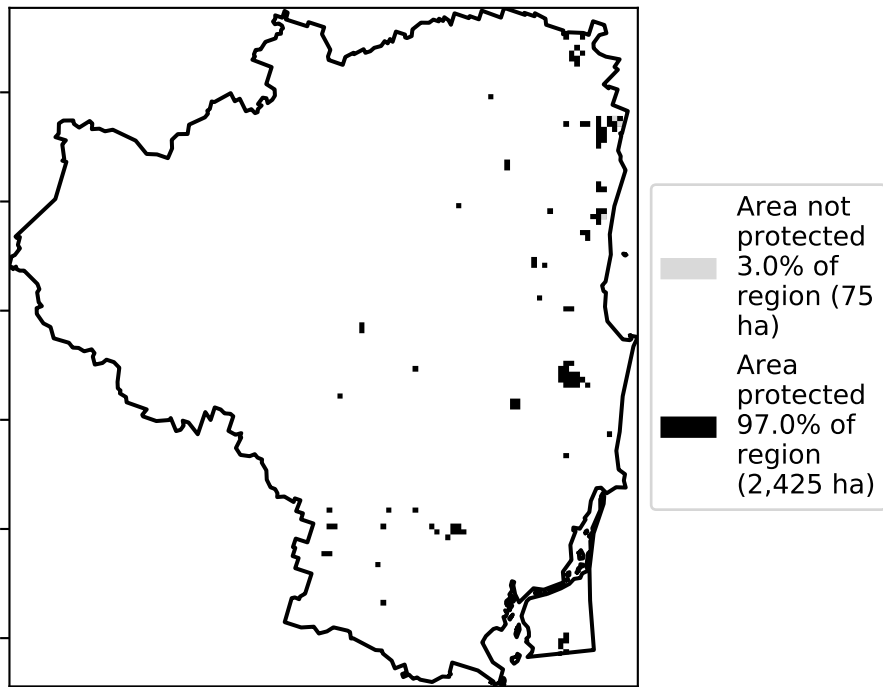 Area not
protected
3.0% of
region (75
ha)
Area
protected
97.0% of
region
(2,425 ha)